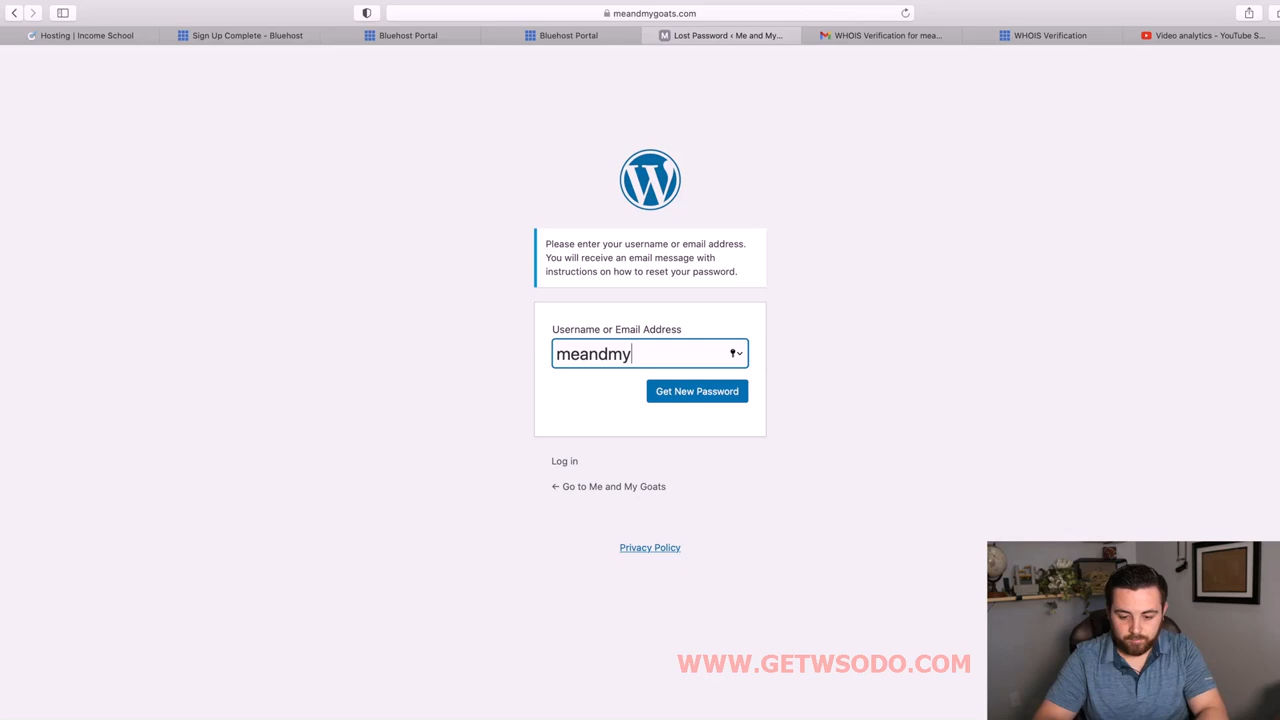 meandmygoats.com
Hosting | Income School
Sign Up Complete - Bluehost
Bluehost Portal
Bluehost Portal
M
Lost Password ‹ Me and My...
WHOIS Verification for mea...
WHOIS Verification
Video analytics - YouTube S...
W
Please enter your username or email address.
You will receive an email message with
instructions on how to reset your password.
Username or Email Address
meandmy
Get New Password
Log in
← Go to Me and My Goats
Privacy Policy
WWW.GETWSODO.COM